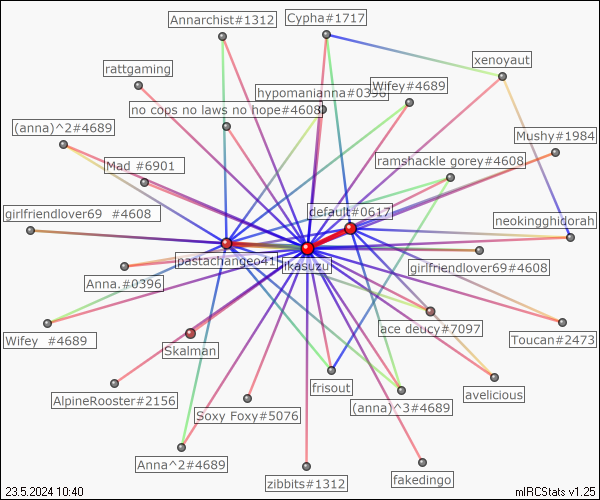 Annarchist#1312
Cypha#1717
xenoyaut
rattgaming
hypomanianna#0396
Wifey#4689
no cops no laws no hope#4608
(anna)^2#4689
Mushy#1984
Mad #6901
ramshackle gorey#4608
girlfriendlover69 #4608
default#0617
neokingghidorah
pastachangeo41
ikasuzu
girlfriendlover69#4608
Anna.#0396
Wifey #4689
ace deucy#7097
Toucan#2473
Skalman
AlpineRooster#2156
frisout
avelicious
Soxy Foxy#5076
(anna)^3#4689
Anna^2#4689
zibbits#1312
fakedingo
23.5.2024 10:40
mIRCStats v1.25